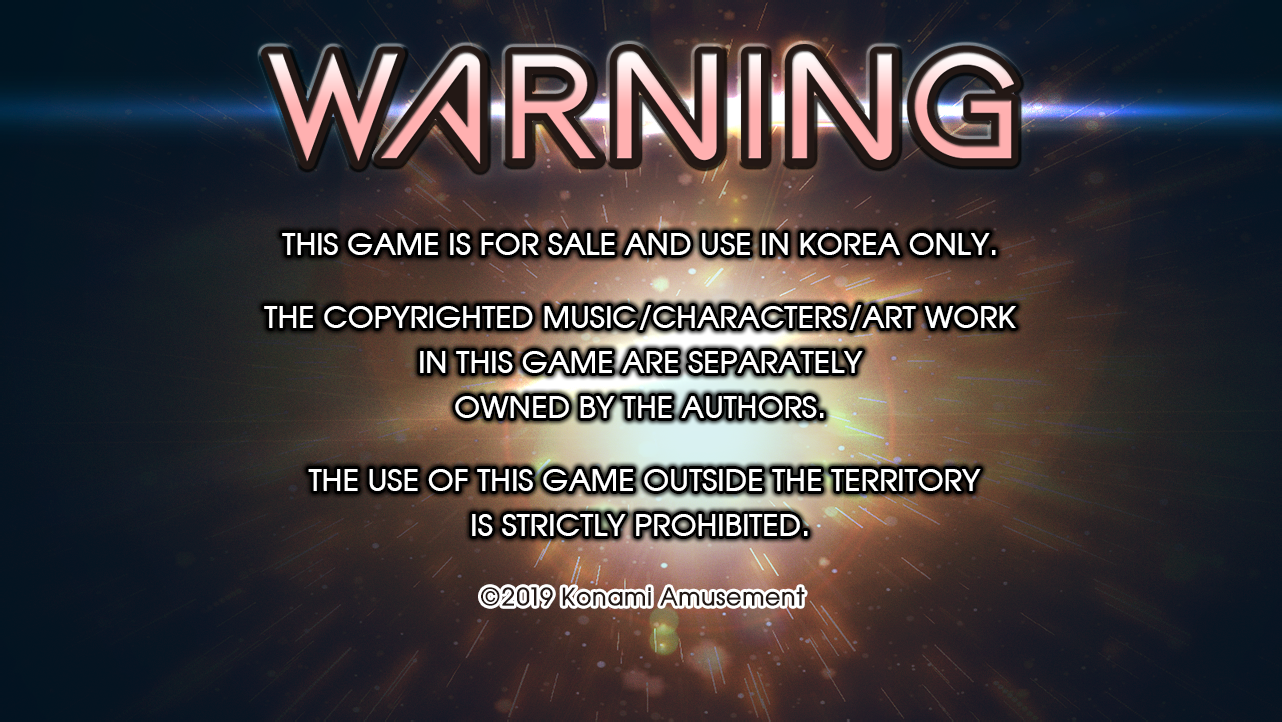 WARNING
THIS GAME IS FOR SALE AND USE IN KOREA ONLY.
THE COPYRIGHTED MUSIC/CHARACTERS/ART WORK
IN THIS GAME ARE SEPARATELY
OWNED BY THE AUTHORS.
THE USE OF THIS GAME OUTSIDE THE TERRITORY
IS STRICTLY PROHIBITED.
©2019 Konami Amusement